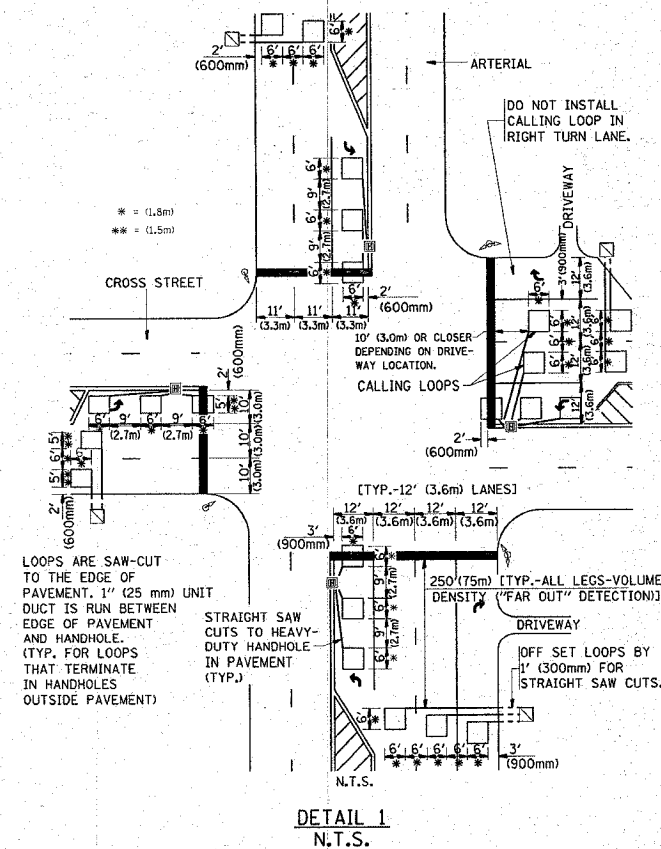 6'
2'
(600mm)
6' 6' 6'
* * *
ARTERIAL
DO NOT INSTALL
CALLING LOOP IN
RIGHT TURN LANE.
* = (1.8m)
** = (1.5m)
6'
9'
(2.7m)
6'
9'
(2.7m)
6'
DRIVEWAY
3'(900mm)
12'
(3.6m)
CROSS STREET
H
6'
2'
(600mm)
11' 11' 11'
(3.3m) (3.3m) (3.3m)
10' (3.0m) OR CLOSER
DEPENDING ON DRIVE-
WAY LOCATION.
CALLING LOOPS
6'
6'
6'
12'
(3.6m)
12'
(3.6m)
12'
(3.6m)
2'
(600mm)
H
5'
10'
(3.0m)
10'
(3.0m)
10'
(3.0m)
6' 9' 6' 9' 6'
(2.7m) * (2.7m)
5'
6'
5'
6'
2'
(600mm)
H
2'
(600mm)
[TYP.-12' (3.6m) LANES]
12' 12' 12' 12'
(3.6m) (3.6m) (3.6m) (3.6m)
3'
(900mm)
6'
H
6'
9'
(2.7m)
6'
9'
(2.7m)
6'
250'(75m) [TYP.-ALL LEGS-VOLUME
DENSITY ("FAR OUT" DETECTION)]
DRIVEWAY
LOOPS ARE SAW-CUT
TO THE EDGE OF
PAVEMENT. 1" (25 mm) UNIT
DUCT IS RUN BETWEEN
EDGE OF PAVEMENT
AND HANDHOLE.
(TYP. FOR LOOPS
THAT TERMINATE
IN HANDHOLES
OUTSIDE PAVEMENT)
STRAIGHT SAW
CUTS TO HEAVY-
DUTY HANDHOLE
IN PAVEMENT
(TYP.)
OFF SET LOOPS BY
1' (300mm) FOR
STRAIGHT SAW CUTS.
6'
6' 6' 6' 6' 6'
* * * * *
3'
(900mm)
N.T.S.
DETAIL 1
N.T.S.